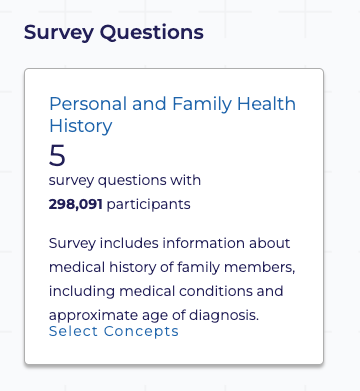 Survey Questions
Personal and Family Health
History
5
survey questions with
298,091 participants
Survey includes information about
medical history of family members,
including medical conditions and
approximate age of diagnosis.
Select Concepts